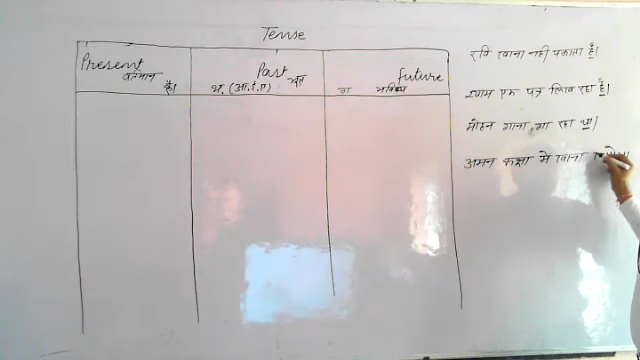 Tense
Present Past future
वर्तमान भूत भविष्य
है। भू. (आ.ए.ए) ग
रवि खाना नही पकाता है।
श्याम एक पत्र लिख रहा है।
मोहन गाना गा रहा था।
अमन कक्षा मे खाना